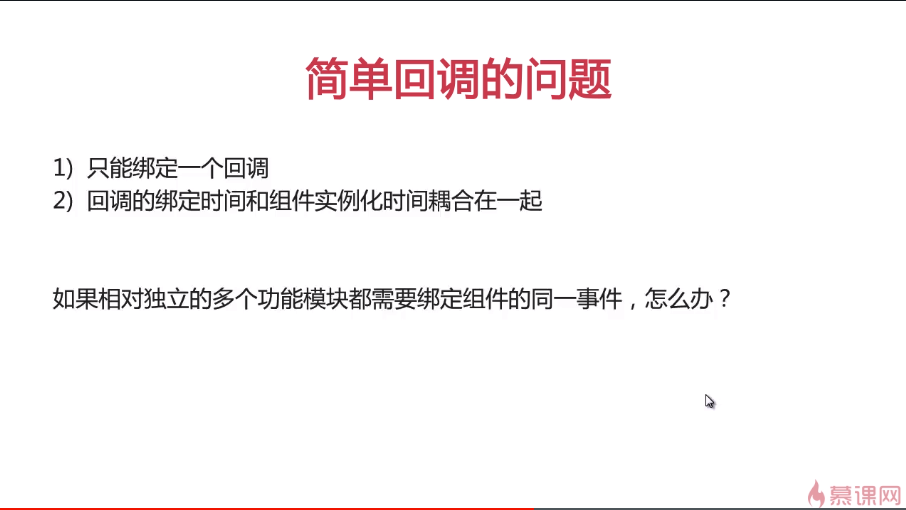 简单回调的问题
1）只能绑定一个回调
2）回调的绑定时间和组件实例化时间耦合在一起
如果相对独立的多个功能模块都需要绑定组件的同一事件，怎么办？
慕课网